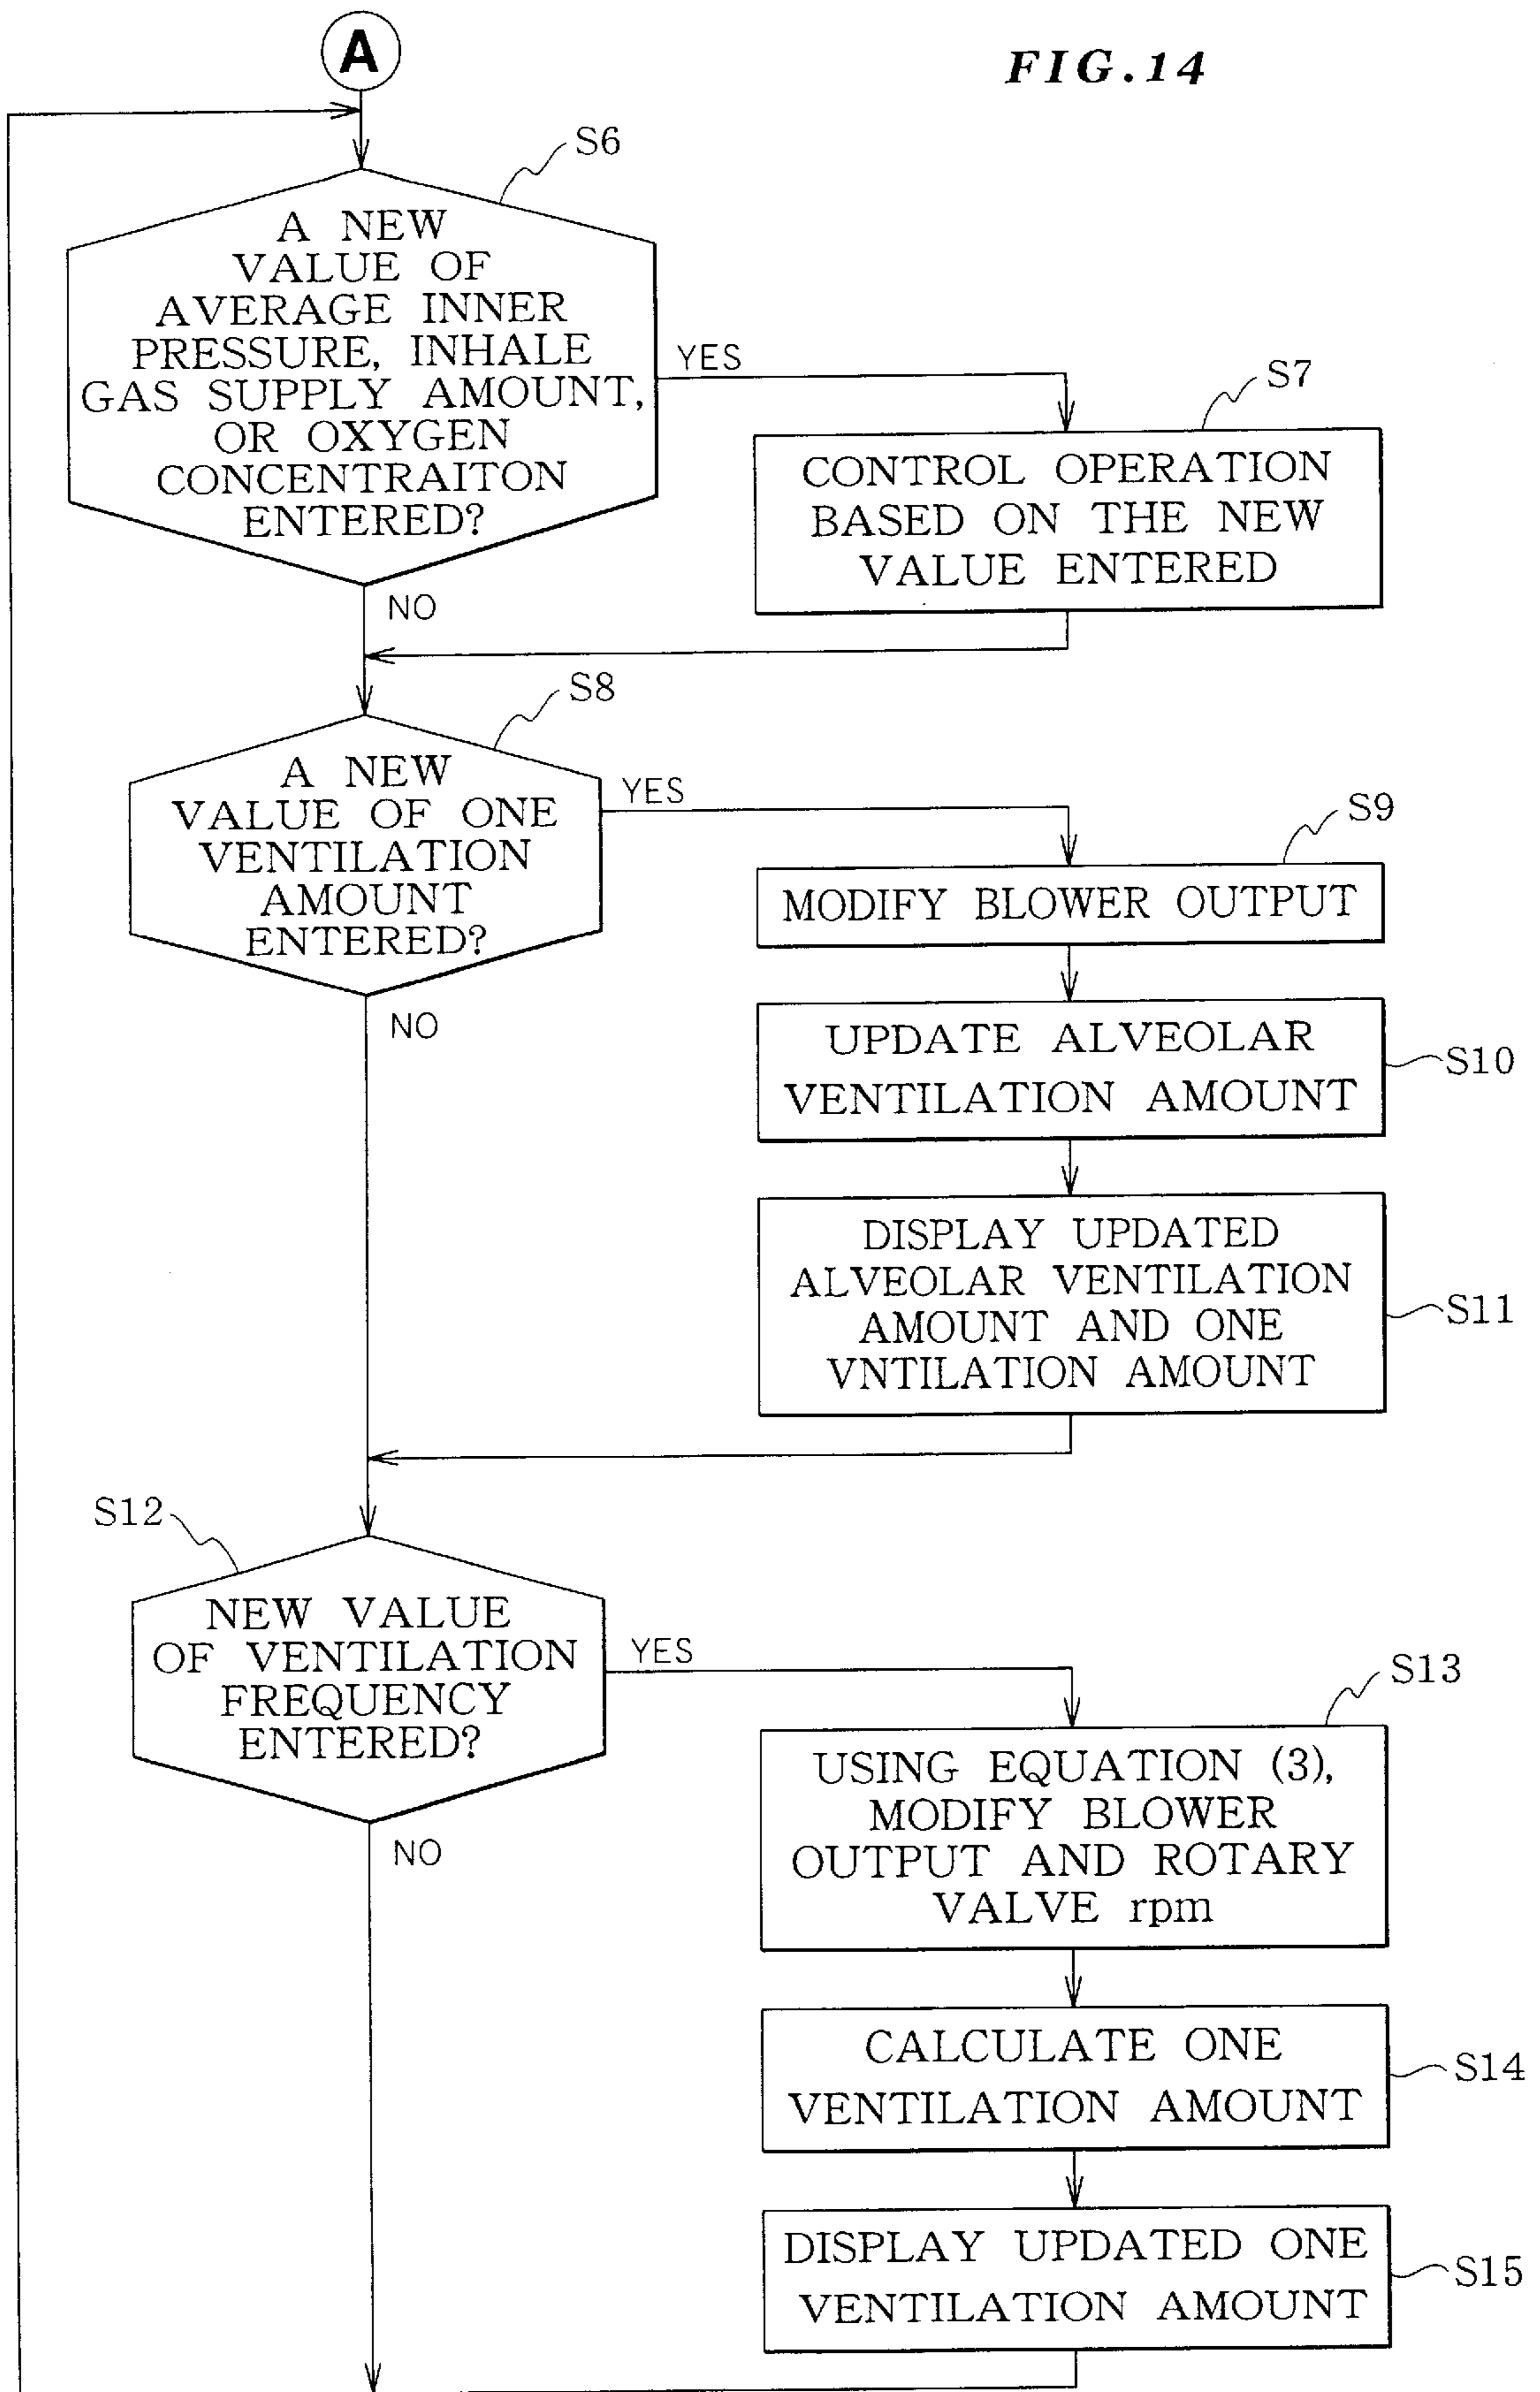 A
FIG.14
S6
A NEW
VALUE OF
AVERAGE INNER
PRESSURE, INHALE
GAS SUPPLY AMOUNT,
OR OXYGEN
CONCENTRAITON
ENTERED?
YES
NO
S7
CONTROL OPERATION
BASED ON THE NEW
VALUE ENTERED
S8
A NEW
VALUE OF ONE
VENTILATION
AMOUNT
ENTERED?
YES
NO
S9
MODIFY BLOWER OUTPUT
UPDATE ALVEOLAR
VENTILATION AMOUNT
S10
DISPLAY UPDATED
ALVEOLAR VENTILATION
AMOUNT AND ONE
VNTILATION AMOUNT
S11
S12
NEW VALUE
OF VENTILATION
FREQUENCY
ENTERED?
YES
NO
S13
USING EQUATION (3),
MODIFY BLOWER
OUTPUT AND ROTARY
VALVE rpm
CALCULATE ONE
VENTILATION AMOUNT
S14
DISPLAY UPDATED ONE
VENTILATION AMOUNT
S15